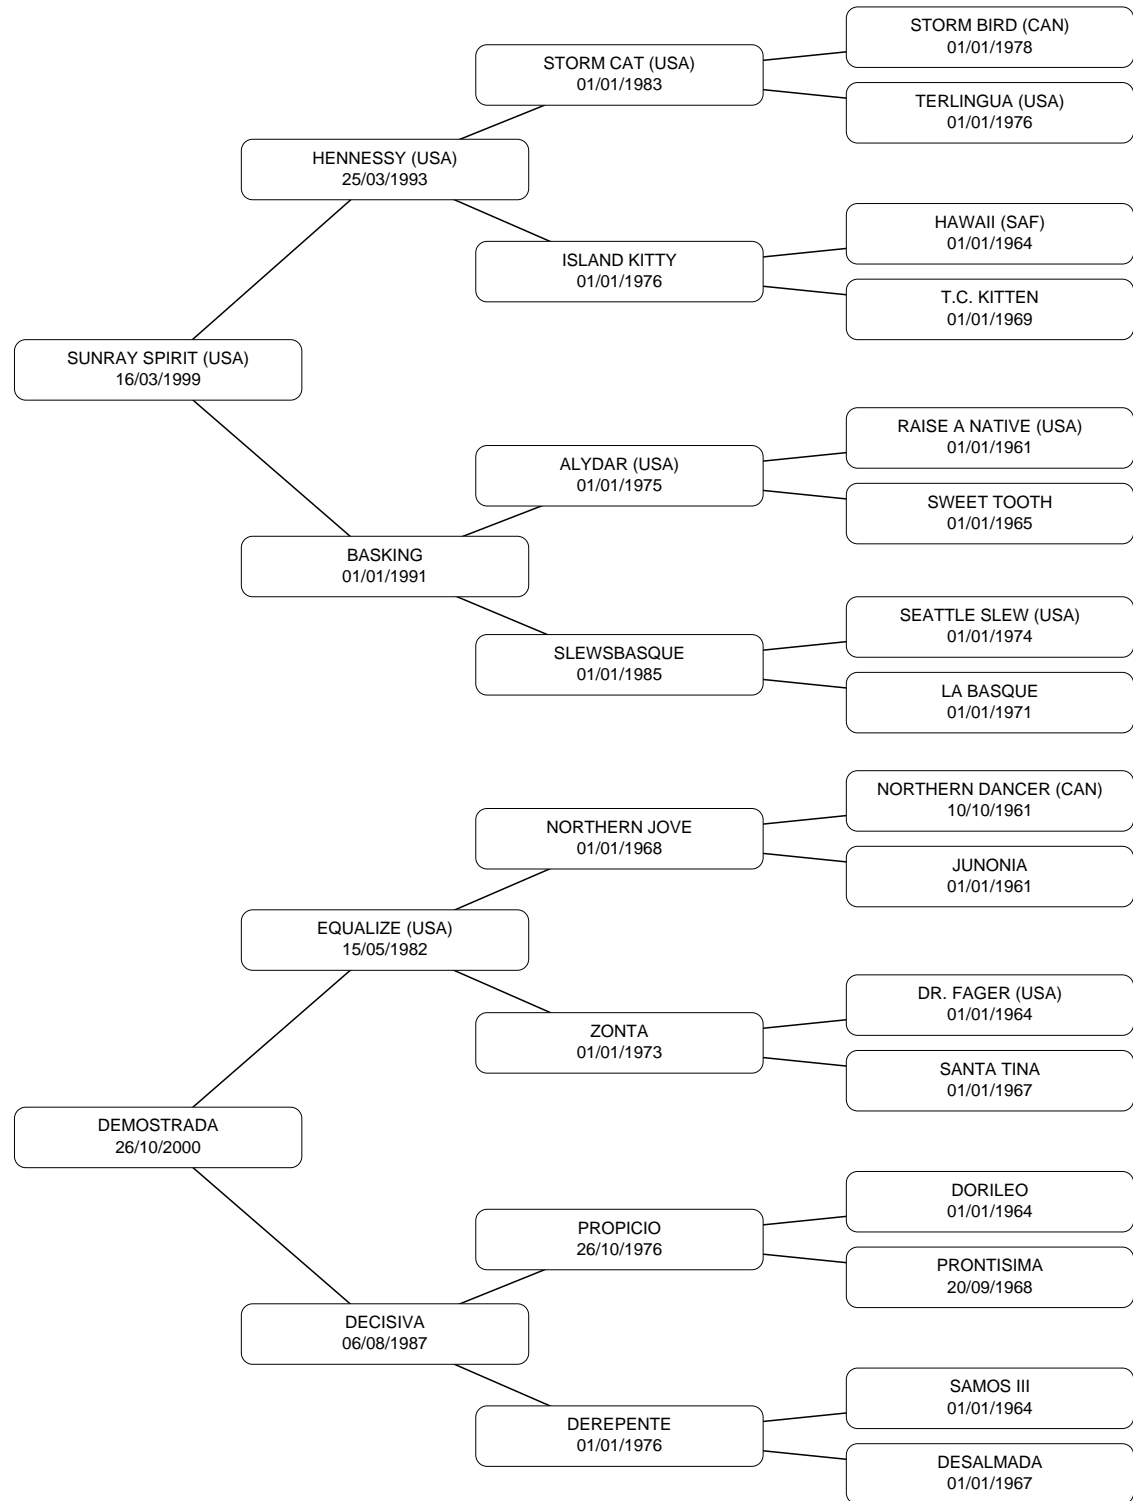 STORM BIRD (CAN)
01/01/1978
STORM CAT (USA)
01/01/1983
TERLINGUA (USA)
01/01/1976
HENNESSY (USA)
25/03/1993
HAWAII (SAF)
01/01/1964
ISLAND KITTY
01/01/1976
T.C. KITTEN
01/01/1969
SUNRAY SPIRIT (USA)
16/03/1999
RAISE A NATIVE (USA)
01/01/1961
ALYDAR (USA)
01/01/1975
SWEET TOOTH
01/01/1965
BASKING
01/01/1991
SEATTLE SLEW (USA)
01/01/1974
SLEWSBASQUE
01/01/1985
LA BASQUE
01/01/1971
NORTHERN DANCER (CAN)
10/10/1961
NORTHERN JOVE
01/01/1968
JUNONIA
01/01/1961
EQUALIZE (USA)
15/05/1982
DR. FAGER (USA)
01/01/1964
ZONTA
01/01/1973
SANTA TINA
01/01/1967
DEMOSTRADA
26/10/2000
DORILEO
01/01/1964
PROPICIO
26/10/1976
PRONTISIMA
20/09/1968
DECISIVA
06/08/1987
SAMOS III
01/01/1964
DEREPENTE
01/01/1976
DESALMADA
01/01/1967